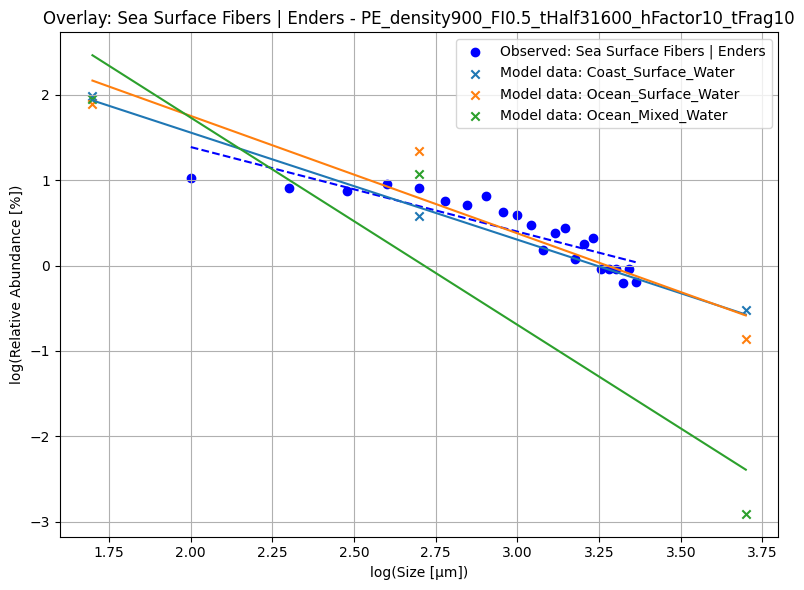 Overlay: Sea Surface Fibers | Enders - PE_density900_FI0.5_tHalf31600_hFactor10_tFrag10
Observed: Sea Surface Fibers | Enders
Model data: Coast_Surface_Water
Model data: Ocean_Surface_Water
Model data: Ocean_Mixed_Water
log(Relative Abundance [%])
2
1
0
−1
−2
−3
1.75 2.00 2.25 2.50 2.75 3.00 3.25 3.50 3.75
log(Size [μm])